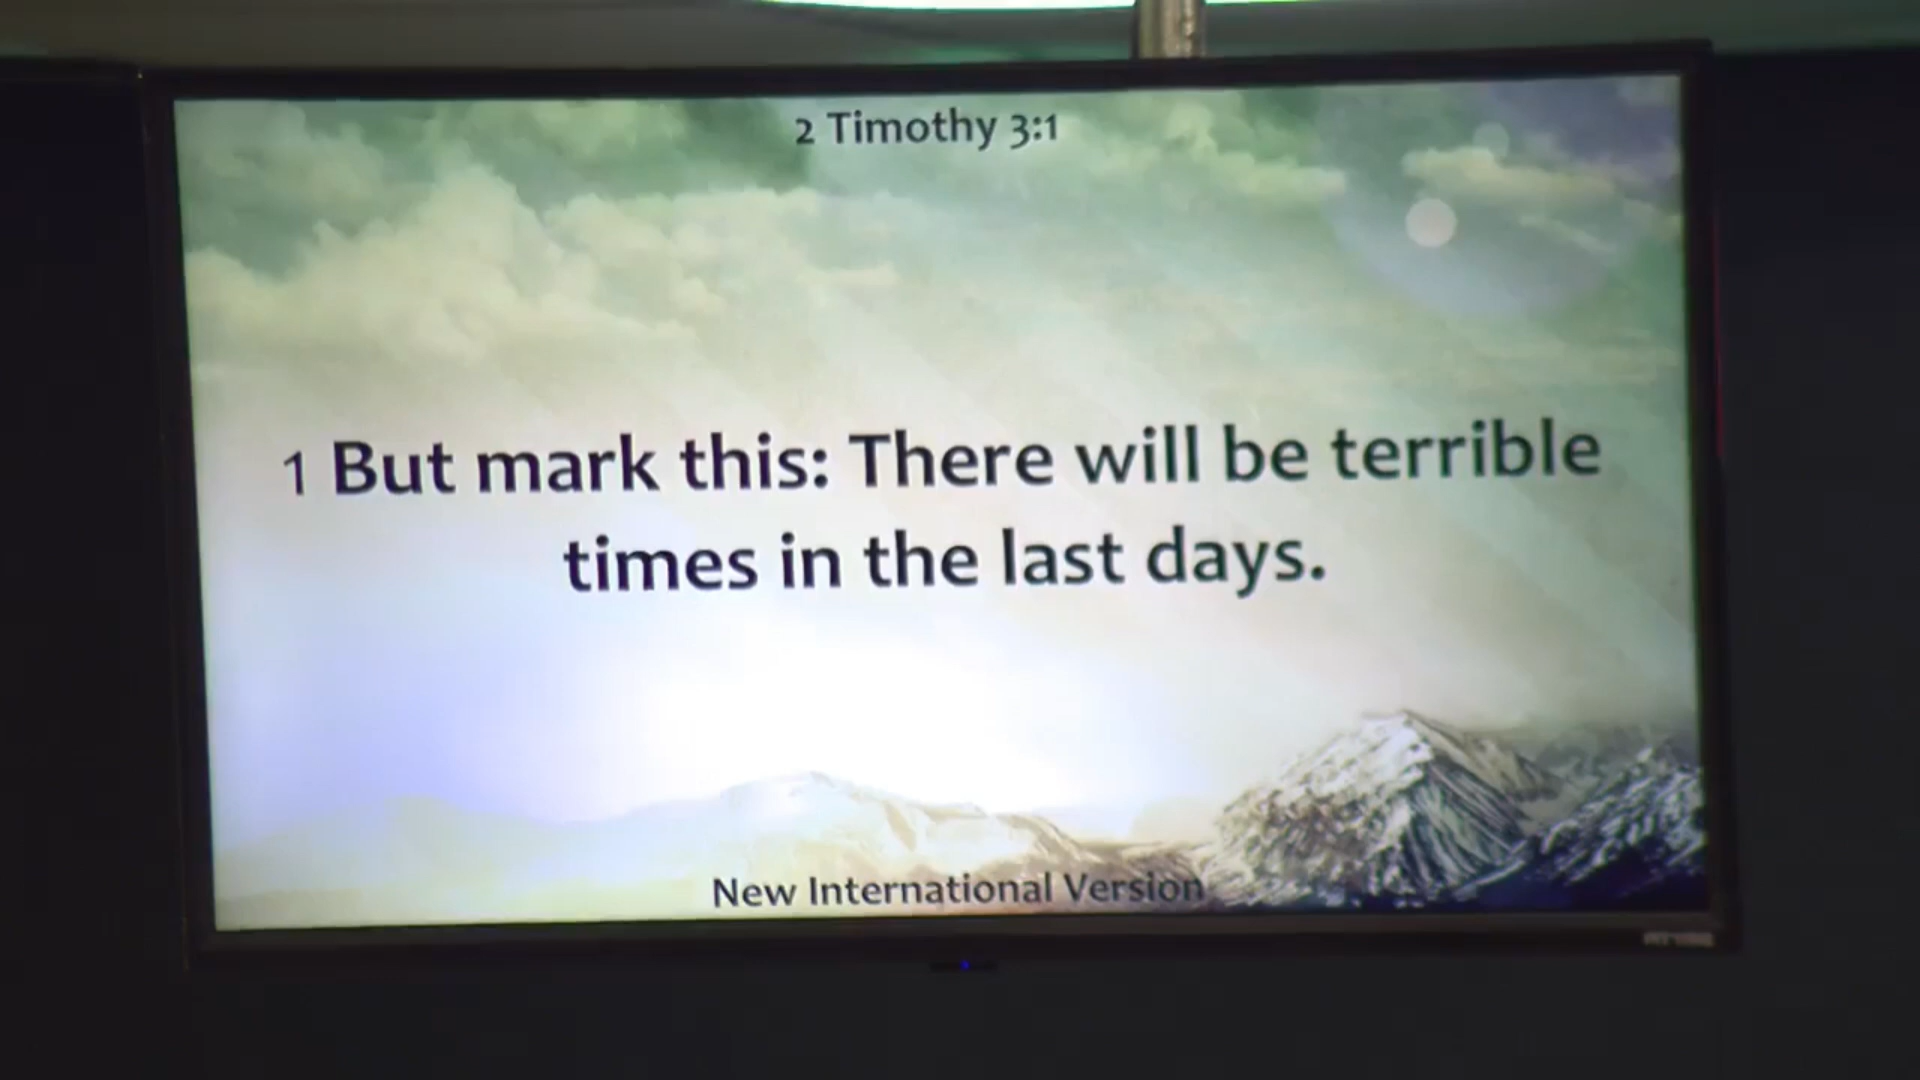 2 Timothy 3:1
1 But mark this: There will be terrible
times in the last days.
New International Version